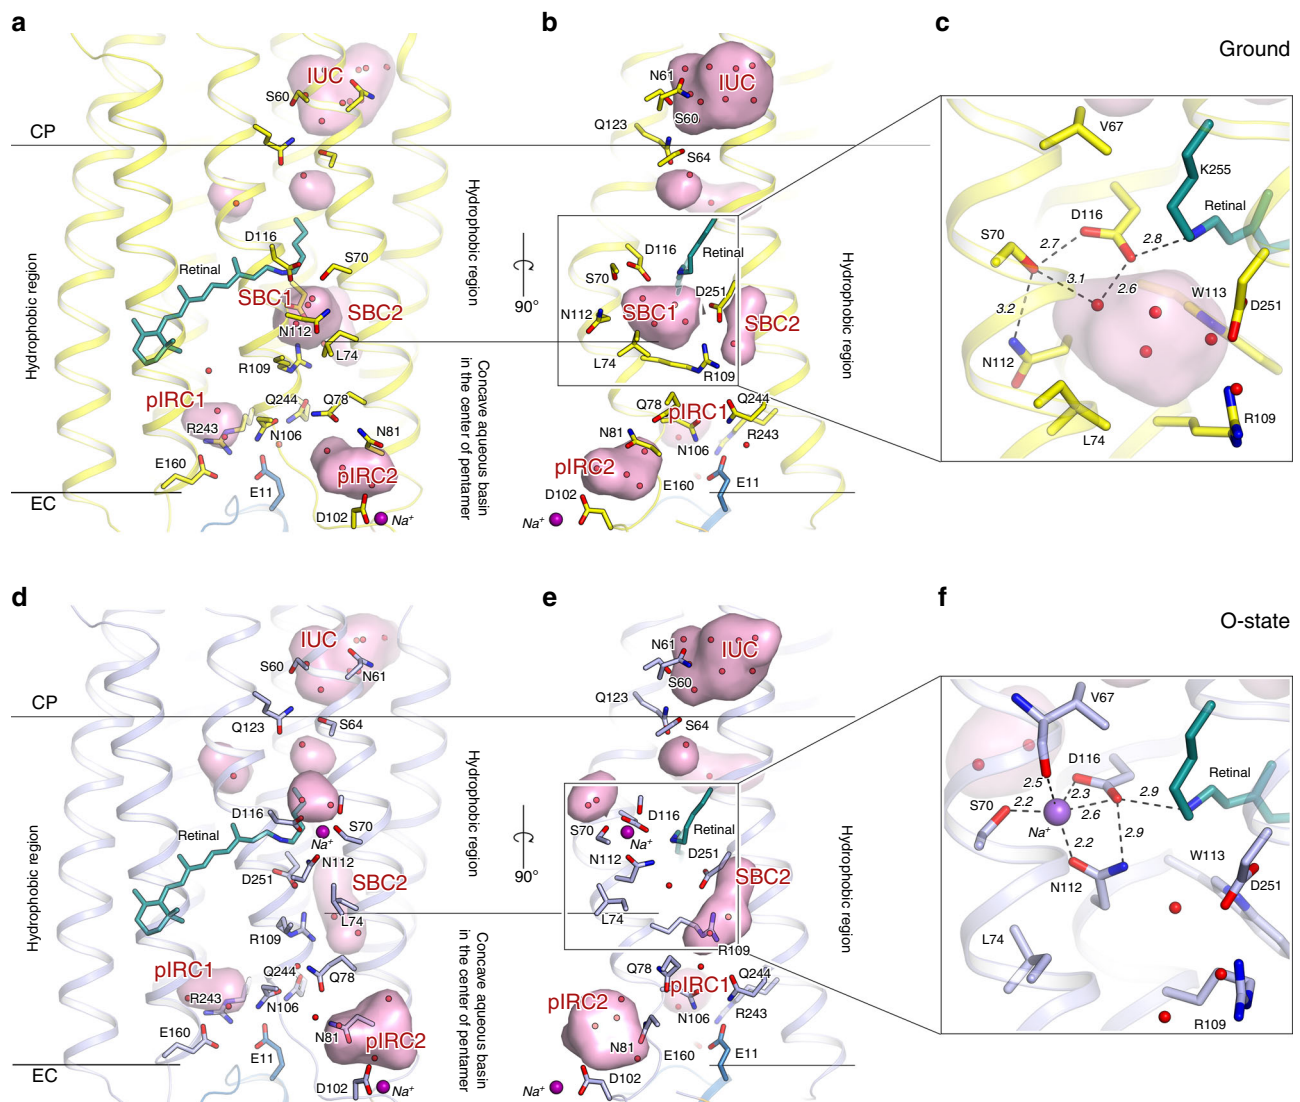 a
IUC
S60
CP
D116
S70
Retinal
SBC1
SBC2
N112
L74
R109
pIRC1
Q244
Q78
R243
N106
N81
E160
pIRC2
E11
EC
D102
Na+
Hydrophobic region
Hydrophobic region
Concave aqueous basin
in the center of pentamer
90°
b
N61
IUC
S60
Q123
S64
D116
Retinal
S70
D251
N112
SBC1
SBC2
L74
R109
Q78
pIRC1
Q244
N81
R243
N106
pIRC2
E160
E11
D102
Na+
Hydrophobic region
c
Ground
V67
K255
D116
Retinal
S70
2.7
2.8
3.1
2.6
3.2
W113
D251
N112
L74
R109
d
IUC
S60
N61
CP
Q123
S64
D116
S70
Retinal
Na+
N112
D251
SBC2
L74
R109
pIRC1
Q244
Q78
R243
N106
N81
E160
pIRC2
E11
EC
D102
Na+
Hydrophobic region
Hydrophobic region
Concave aqueous basin
in the center of pentamer
90°
e
N61
IUC
S60
Q123
S64
D116
Retinal
S70
Na+
N112
D251
SBC2
L74
R109
Q78
Q244
pIRC1
pIRC2
N106
R243
N81
E160
E11
D102
Na+
Hydrophobic region
f
O-state
V67
D116
Retinal
2.5
2.3
2.9
S70
2.2
Na+
2.6
2.2
2.9
W113
N112
D251
L74
R109